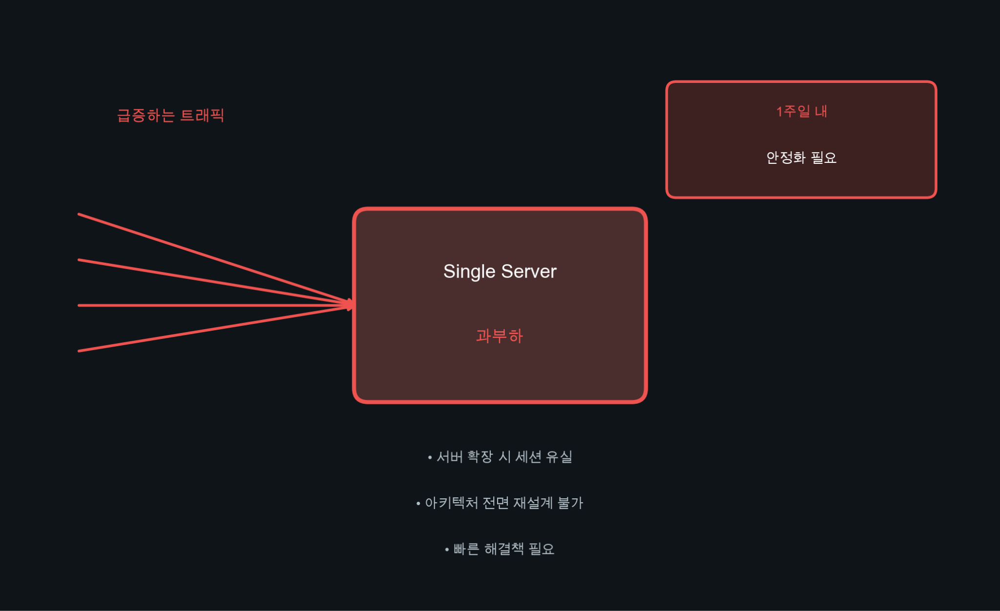 급증하는 트래픽
1주일 내
안정화 필요
Single Server
과부하
• 서버 확장 시 세션 유실
• 아키텍처 전면 재설계 불가
• 빠른 해결책 필요